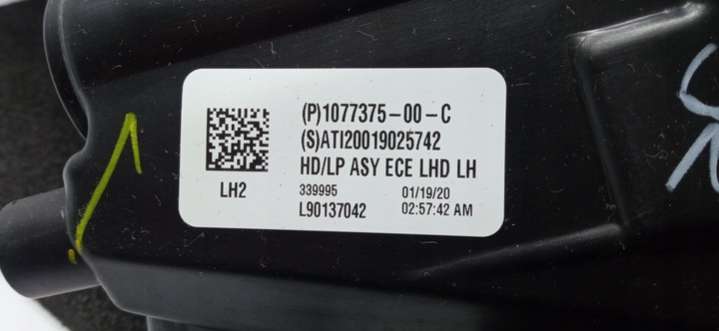 (P)1077375-00-C
(S)ATI20019025742
HD/LP ASY ECE LHD LH
LH2
339995 01/19/20
L90137042 02:57:42 AM